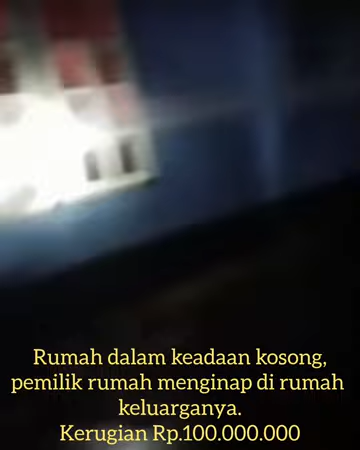 Rumah dalam keadaan kosong,
pemilik rumah menginap di rumah
keluarganya.
Kerugian Rp.100.000.000